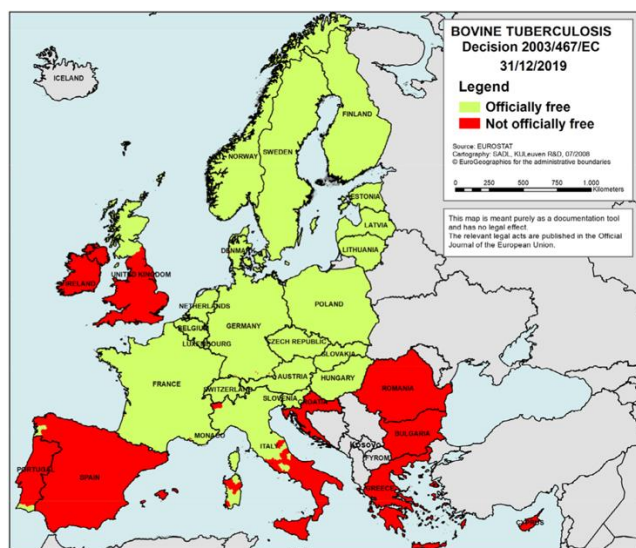 BOVINE TUBERCULOSIS
Decision 2003/467/EC
31/12/2019
Legend
Officially free
Not officially free
Source: EUROSTAT
Cartography: SADL, KULeuven R&D, 07/2008
© EuroGeographics for the administrative boundaries
0 250 500 750 1.000
Kilometers
This map is meant purely as a documentation tool
and has no legal effect.
The relevant legal acts are published in the Official
Journal of the European Union.
ICELAND
FINLAND
NORWAY
SWEDEN
ESTONIA
LATVIA
LITHUANIA
DENMARK
IRELAND
UNITED KINGDOM
NETHERLANDS
POLAND
BELGIUM
GERMANY
LUXEMBOURG
CZECH REPUBLIC
SLOVAKIA
AUSTRIA
HUNGARY
FRANCE
SWITZERLAND
SLOVENIA
ROMANIA
CROATIA
MONACO
ITALY
Kosovo
BULGARIA
FYROM
PORTUGAL
SPAIN
GREECE
CYPRUS